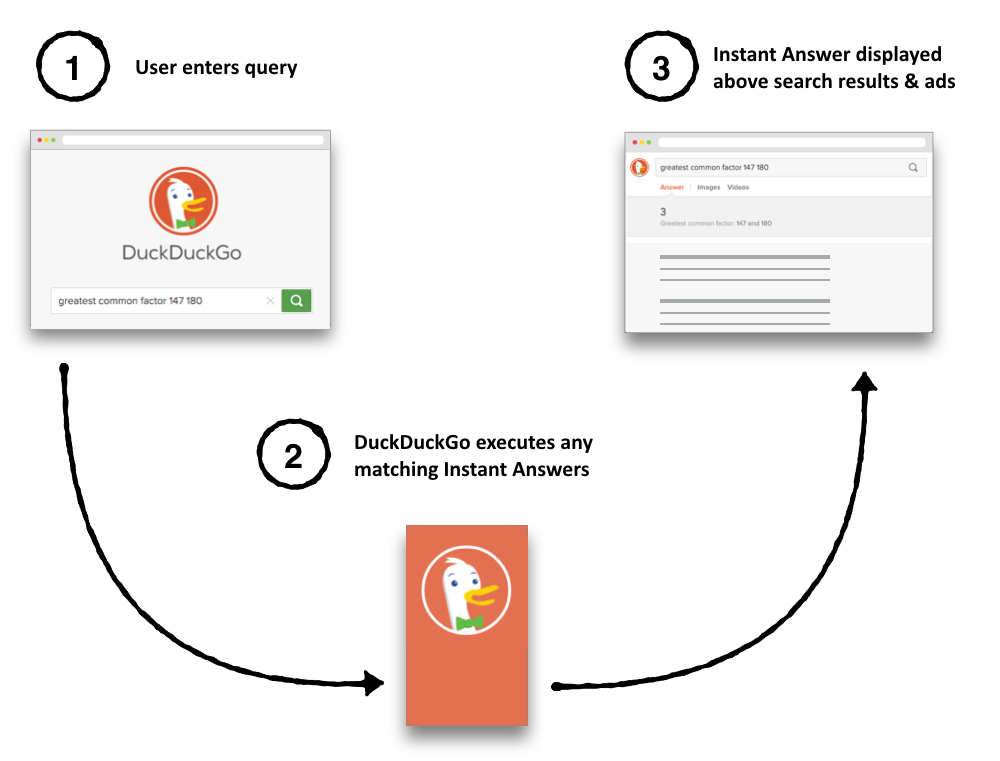 1
User enters query
DuckDuckGo
greatest common factor 147 180
2
DuckDuckGo executes any
matching Instant Answers
3
Instant Answer displayed
above search results & ads
greatest common factor 147 180
Answer Images Videos
3
Greatest common factor: 147 and 180